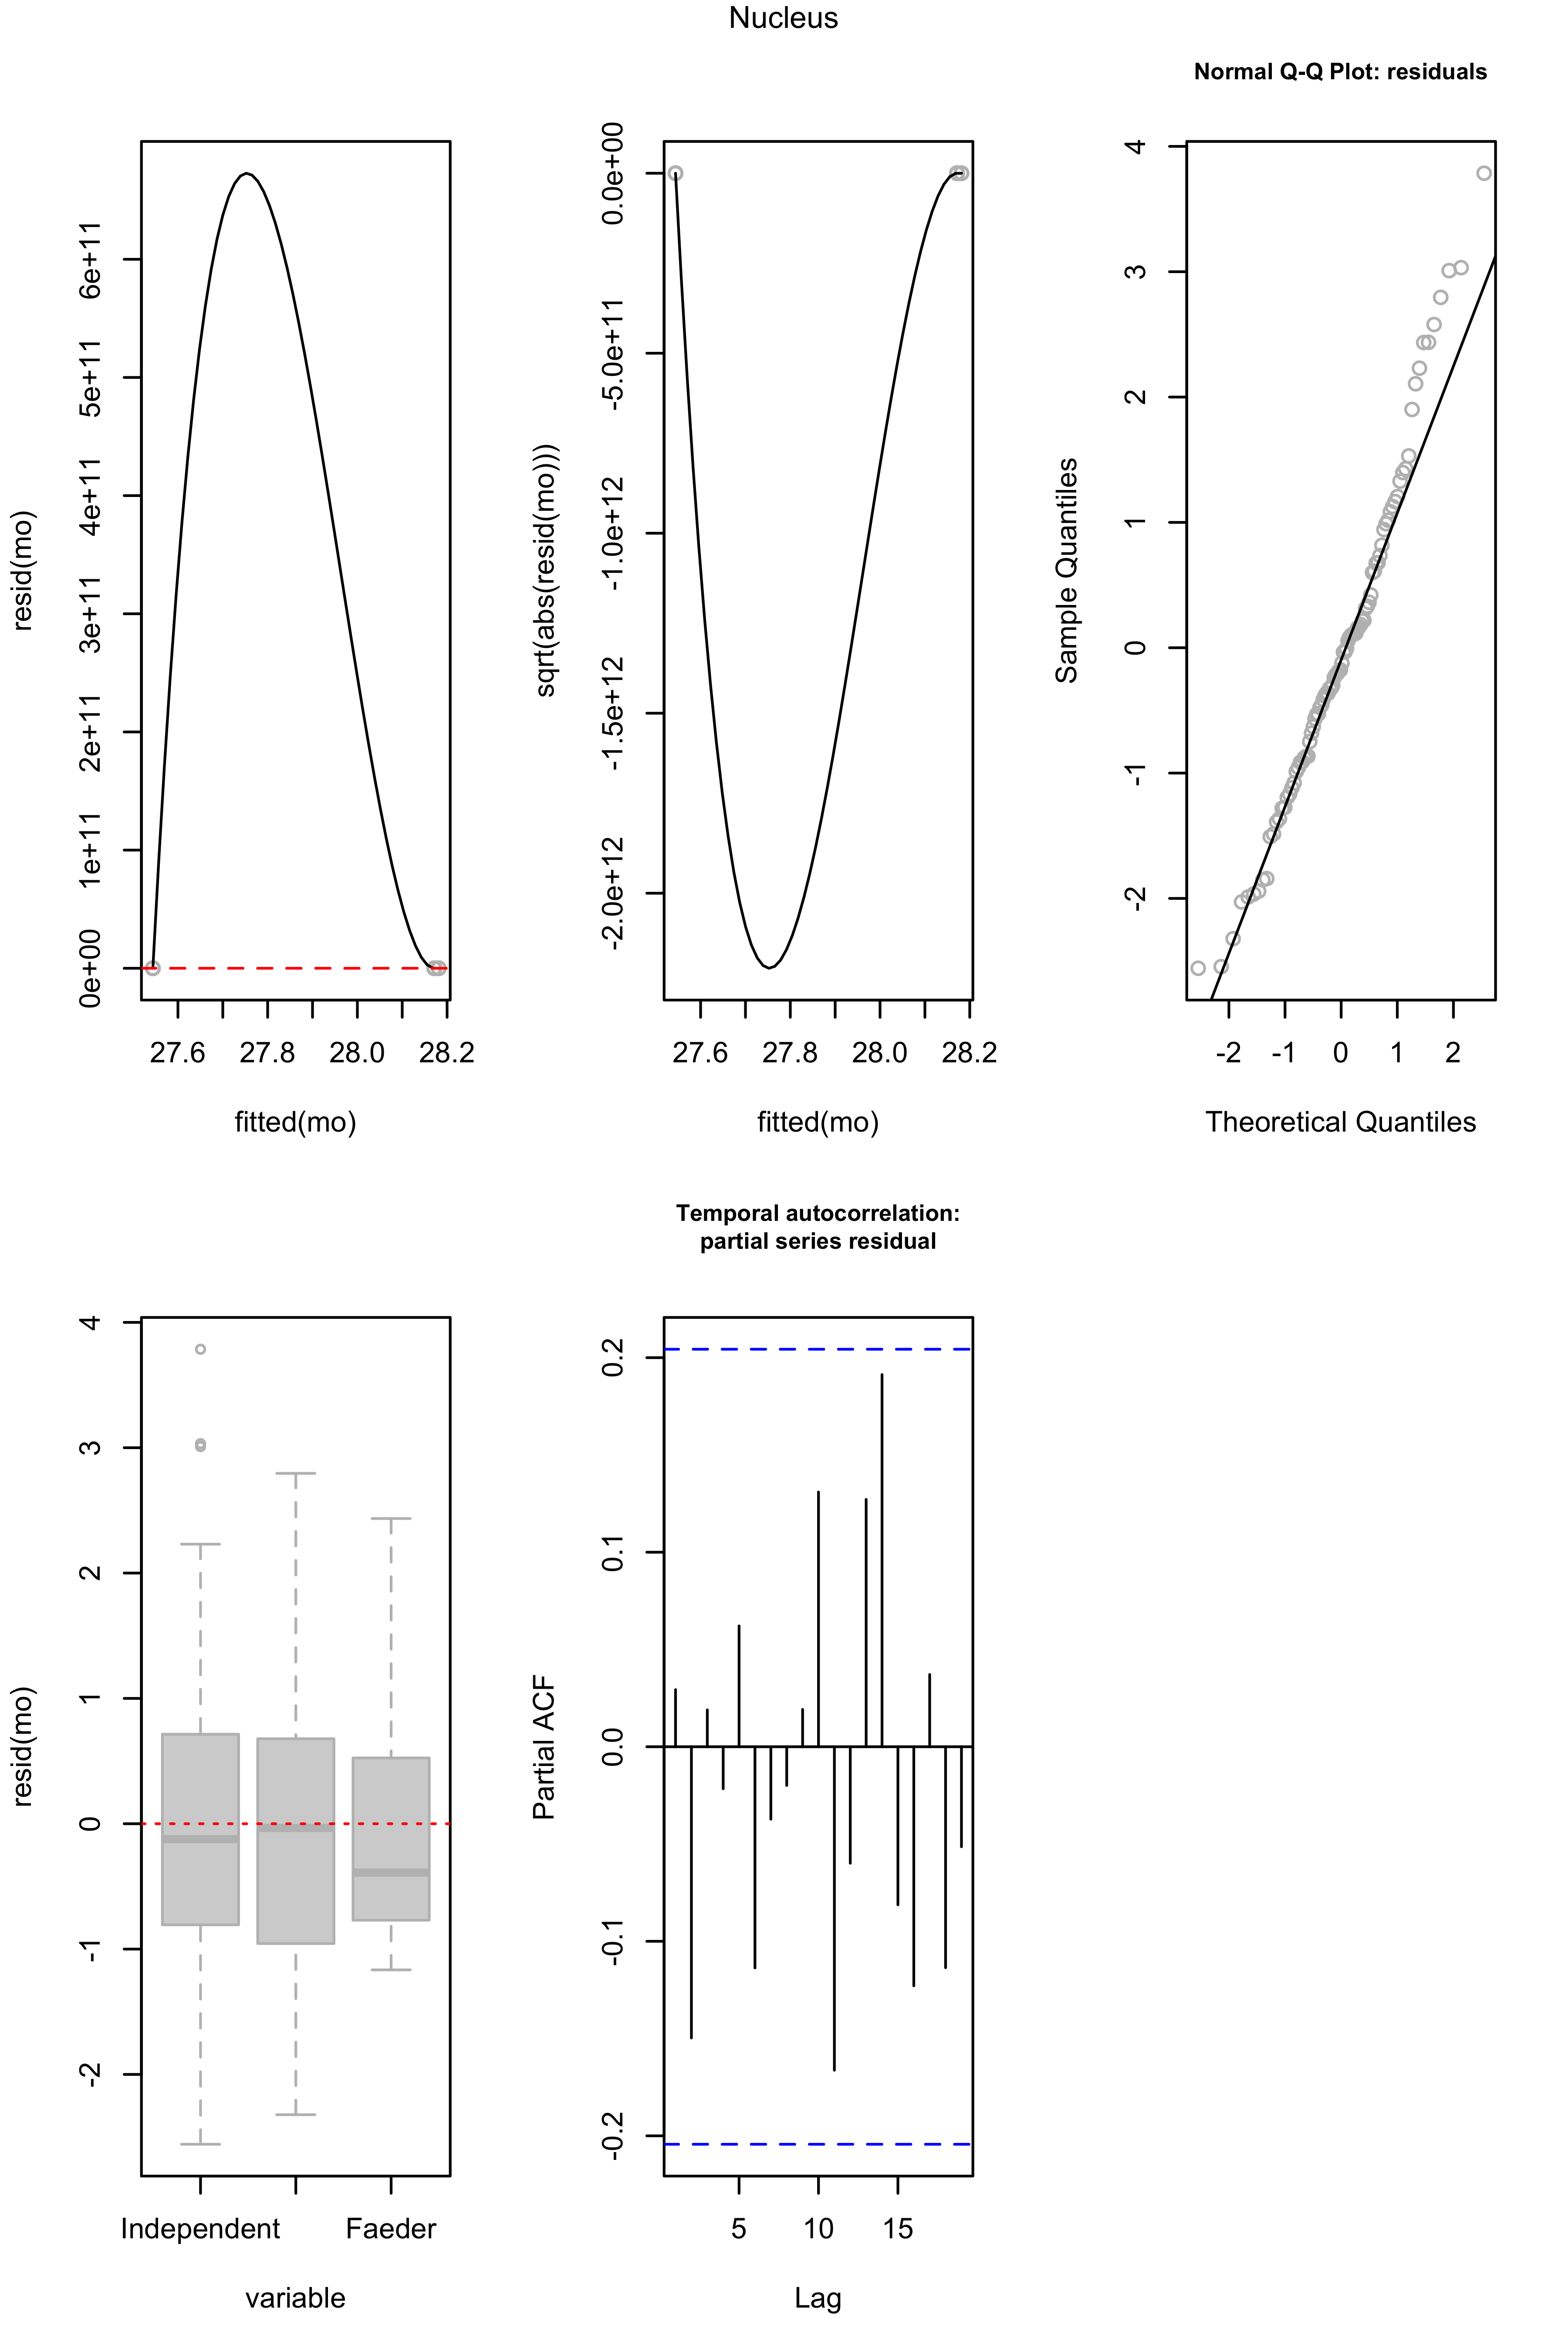 Nucleus
resid(mo)
0e+00 1e+11 2e+11 3e+11 4e+11 5e+11 6e+11
27.6 27.8 28.0 28.2
fitted(mo)
sqrt(abs(resid(mo)))
-2.0e+12 -1.5e+12 -1.0e+12 -5.0e+11 0.0e+00
27.6 27.8 28.0 28.2
fitted(mo)
Normal Q-Q Plot: residuals
Sample Quantiles
-2 -1 0 1 2 3 4
-2 -1 0 1 2
Theoretical Quantiles
resid(mo)
-2 -1 0 1 2 3 4
Independent Faeder
variable
Temporal autocorrelation:
partial series residual
Partial ACF
-0.2 -0.1 0.0 0.1 0.2
5 10 15
Lag